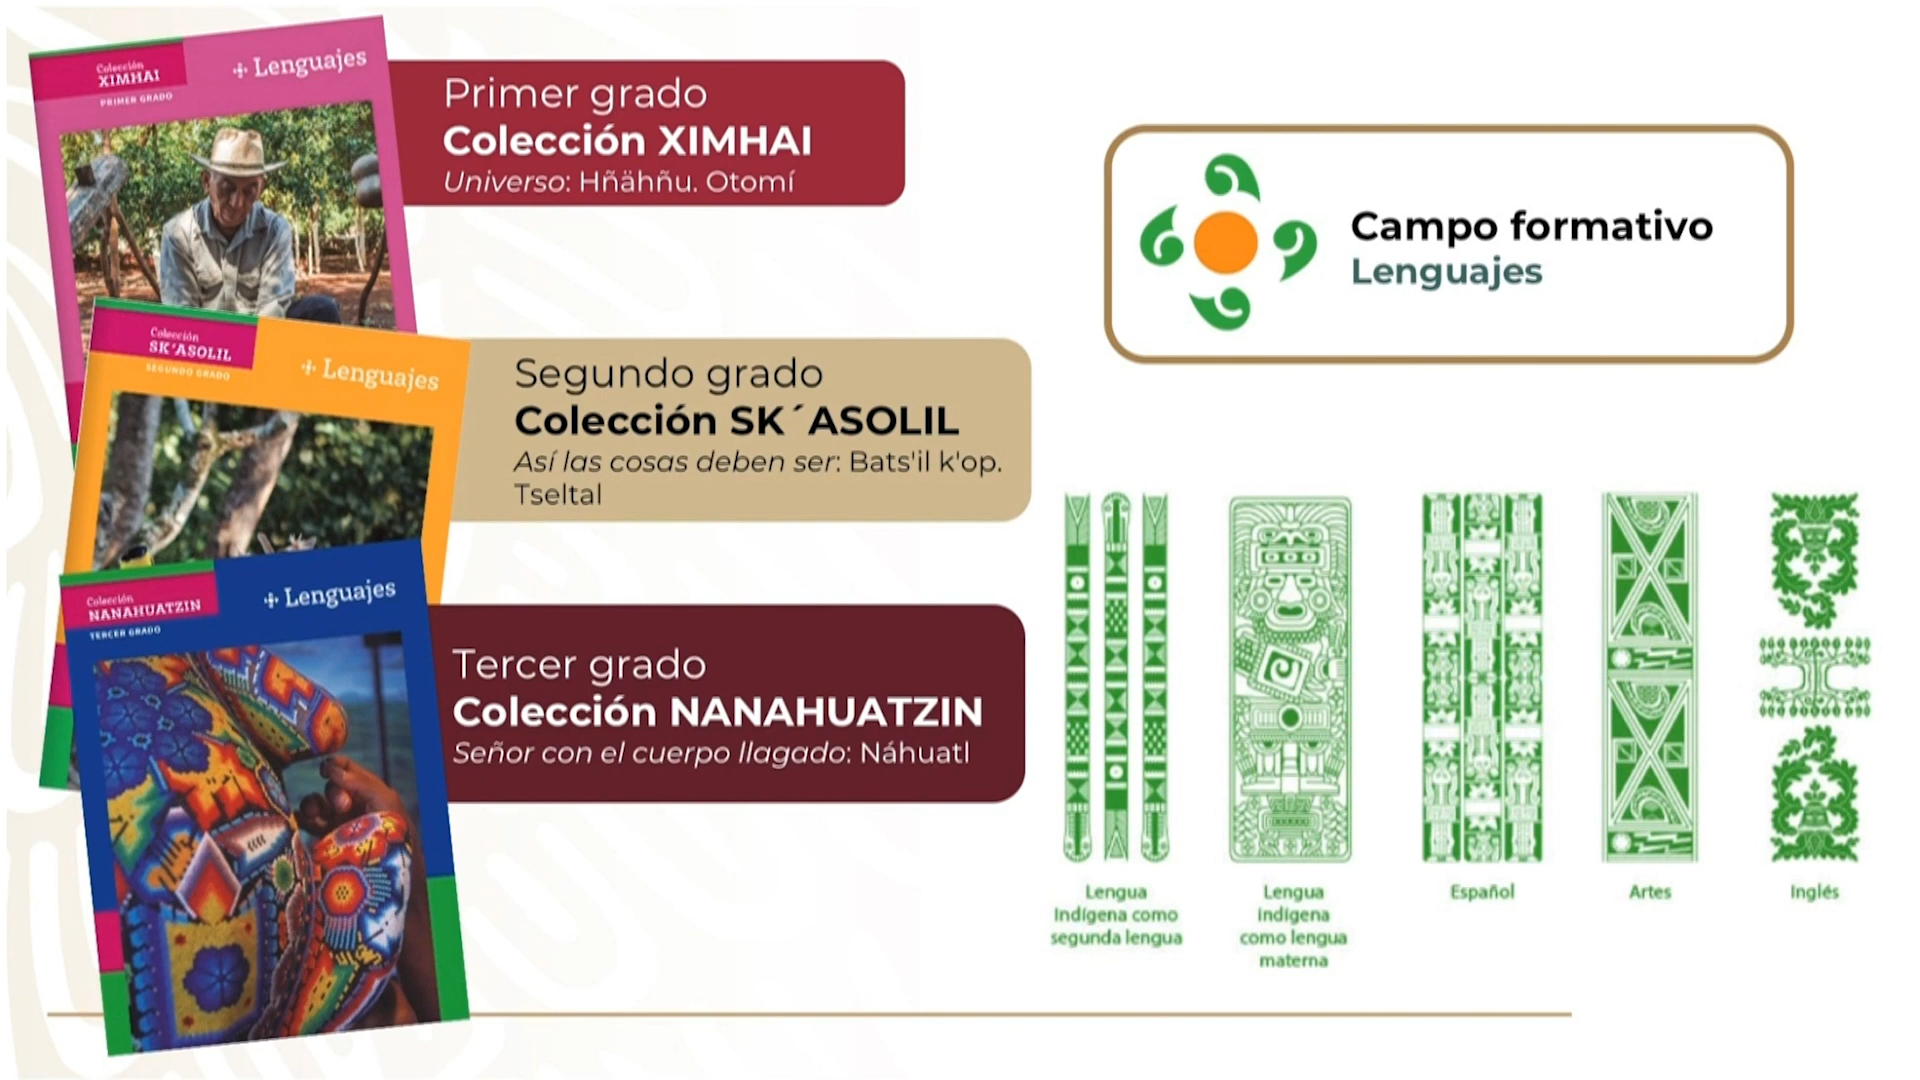 Colección
XIMHAI
PRIMER GRADO
Lenguajes
Primer grado
Colección XIMHAI
Universo: Hñähñu. Otomí
Colección
SK´ASOLIL
SEGUNDO GRADO
Lenguajes
Segundo grado
Colección SK´ASOLIL
Así las cosas deben ser: Bats'il k'op.
Tseltal
Colección
NANAHUATZIN
TERCER GRADO
Lenguajes
Tercer grado
Colección NANAHUATZIN
Señor con el cuerpo llagado: Náhuatl
Campo formativo
Lenguajes
Lengua
Indígena como
segunda lengua
Lengua
indígena
como lengua
materna
Español
Artes
Inglés